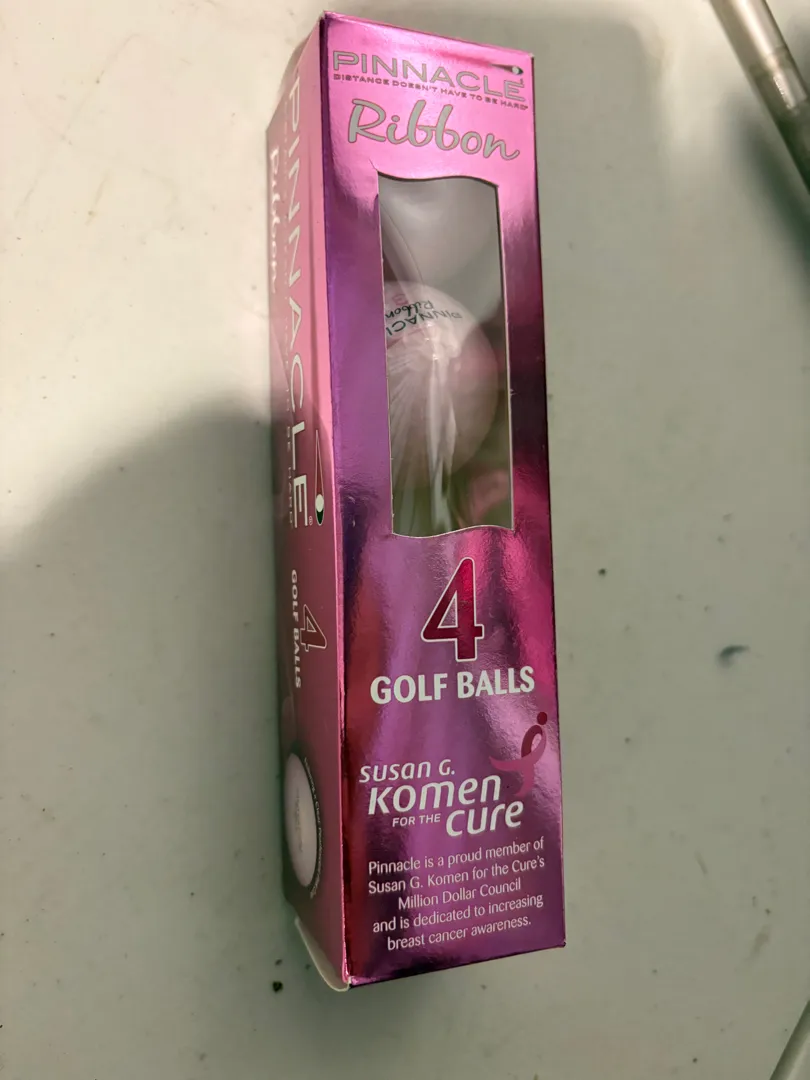 PINNACLE
DISTANCE DOESN'T HAVE TO BE HARD®
Ribbon
PINNACLE
Ribbon
3
4
GOLF BALLS
SUSAN G.
Komen
FOR THE
cure
Pinnacle is a proud member of
Susan G. Komen for the Cure's
Million Dollar Council
and is dedicated to increasing
breast cancer awareness.
PINNACLE®
Ribbon
4
GOLF BALLS